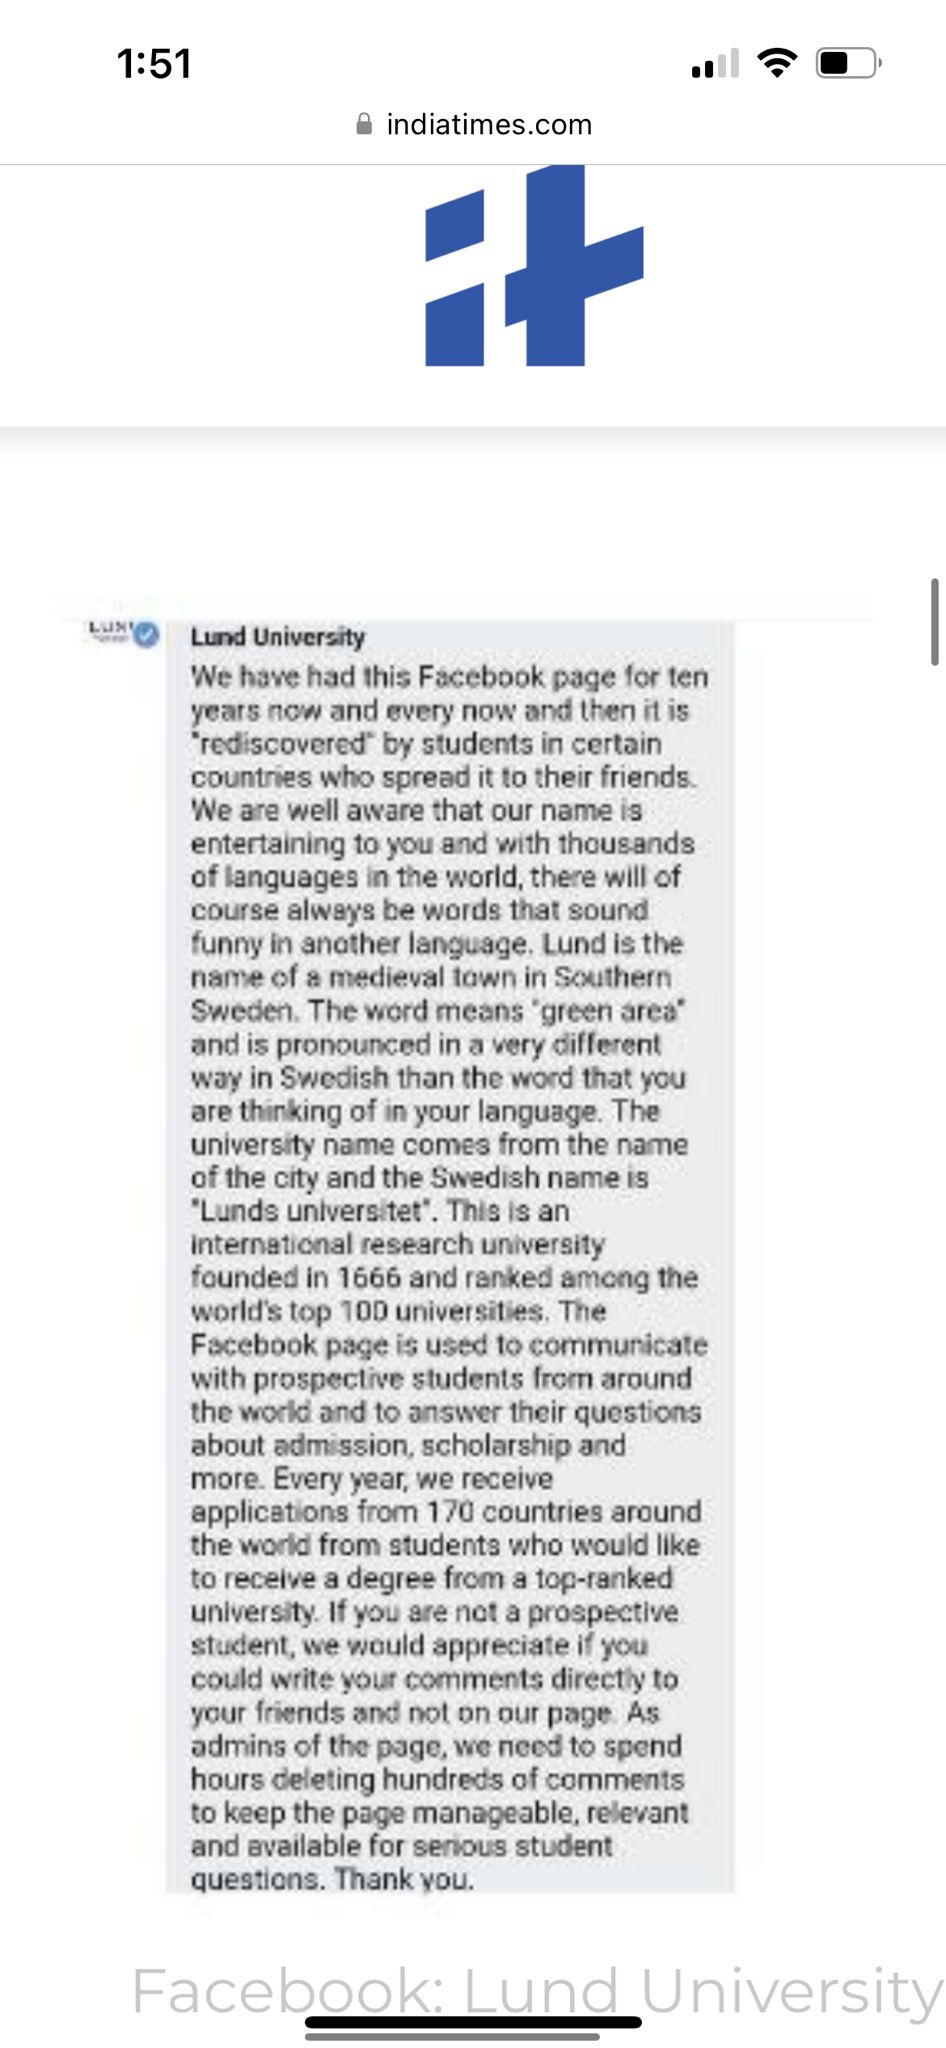 1:51
indiatimes.com
it
Lund University
We have had this Facebook page for ten
years now and every now and then it is
"rediscovered" by students in certain
countries who spread it to their friends.
We are well aware that our name is
entertaining to you and with thousands
of languages in the world, there will of
course always be words that sound
funny in another language. Lund is the
name of a medieval town in Southern
Sweden. The word means "green area"
and is pronounced in a very different
way in Swedish than the word that you
are thinking of in your language. The
university name comes from the name
of the city and the Swedish name is
"Lunds universitet". This is an
international research university
founded in 1666 and ranked among the
world's top 100 universities. The
Facebook page is used to communicate
with prospective students from around
the world and to answer their questions
about admission, scholarship and
more. Every year, we receive
applications from 170 countries around
the world from students who would like
to receive a degree from a top-ranked
university. If you are not a prospective
student, we would appreciate if you
could write your comments directly to
your friends and not on our page. As
admins of the page, we need to spend
hours deleting hundreds of comments
to keep the page manageable, relevant
and available for serious student
questions. Thank you.
Facebook: Lund University